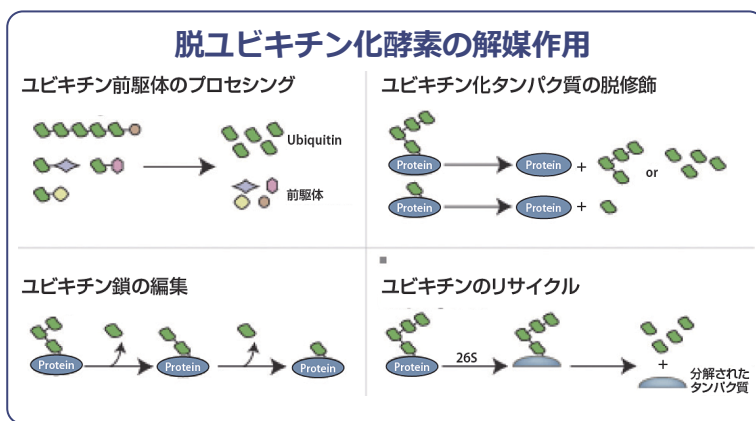 脱ユビキチン化酵素の解媒作用
ユビキチン前駆体のプロセシング
Ubiquitin
前駆体
ユビキチン化タンパク質の脱修飾
Protein
Protein
+
or
Protein
Protein
+
ユビキチン鎖の編集
Protein
Protein
Protein
ユビキチンのリサイクル
Protein
26S
+
分解された
タンパク質